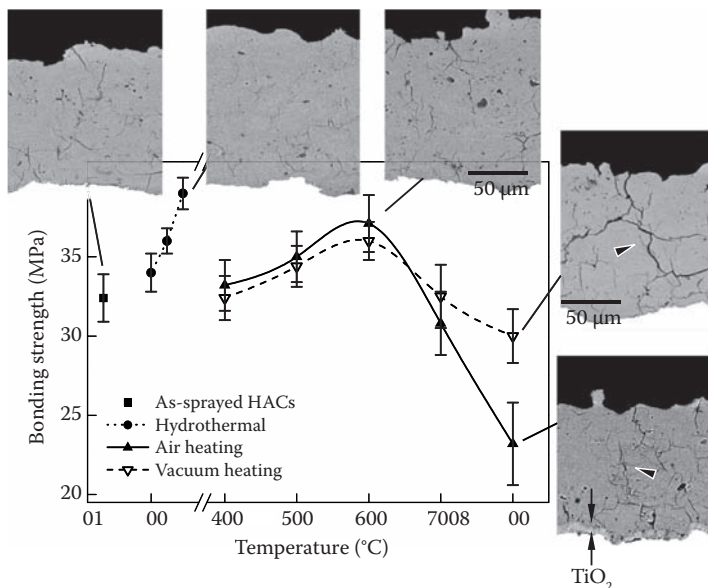 50 μm
50 μm
Bonding strength (MPa)
35
30
25
20
As-sprayed HACs
Hydrothermal
Air heating
Vacuum heating
01 00 400 500 600 7008 00
Temperature (°C)
TiO₂